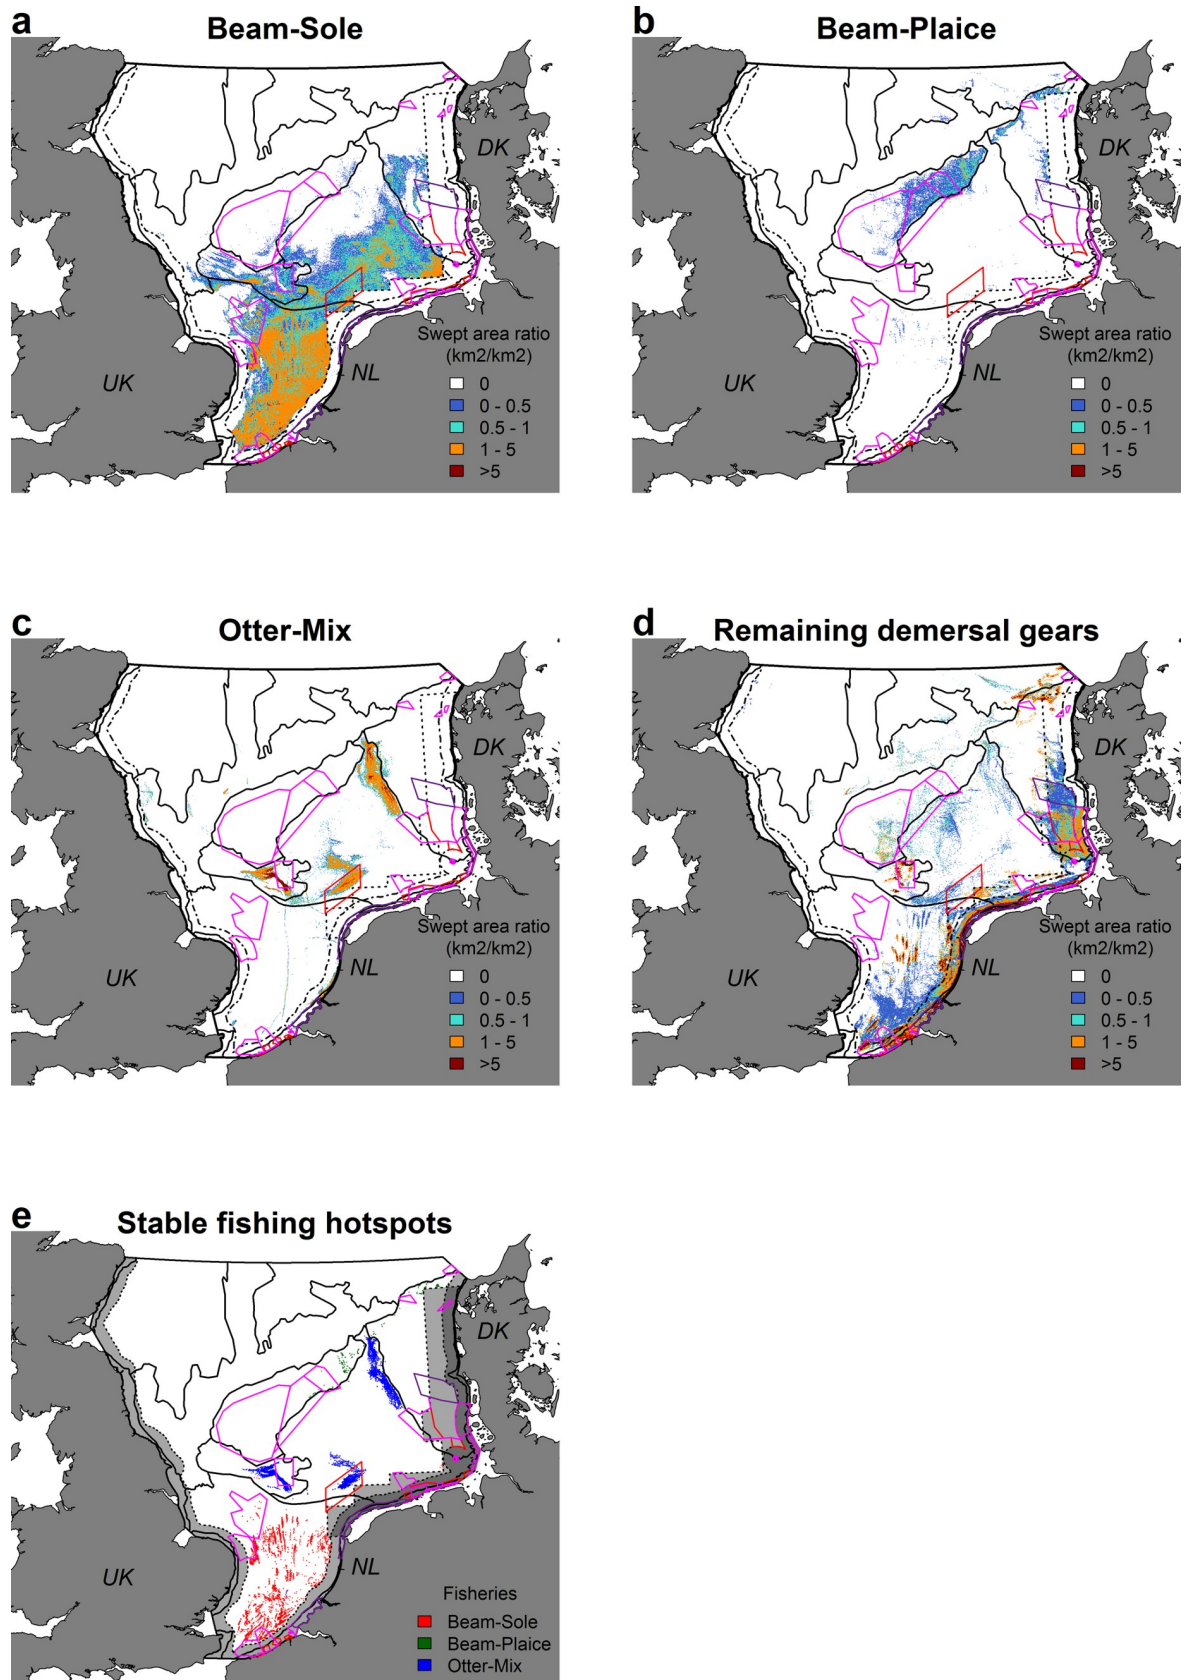 a Beam-Sole
DK
UK
NL
Swept area ratio
(km2/km2)
0
0 - 0.5
0.5 - 1
1 - 5
>5
b Beam-Plaice
DK
UK
NL
Swept area ratio
(km2/km2)
0
0 - 0.5
0.5 - 1
1 - 5
>5
c Otter-Mix
DK
UK
NL
Swept area ratio
(km2/km2)
0
0 - 0.5
0.5 - 1
1 - 5
>5
d Remaining demersal gears
DK
UK
NL
Swept area ratio
(km2/km2)
0
0 - 0.5
0.5 - 1
1 - 5
>5
e Stable fishing hotspots
DK
UK
NL
Fisheries
Beam-Sole
Beam-Plaice
Otter-Mix